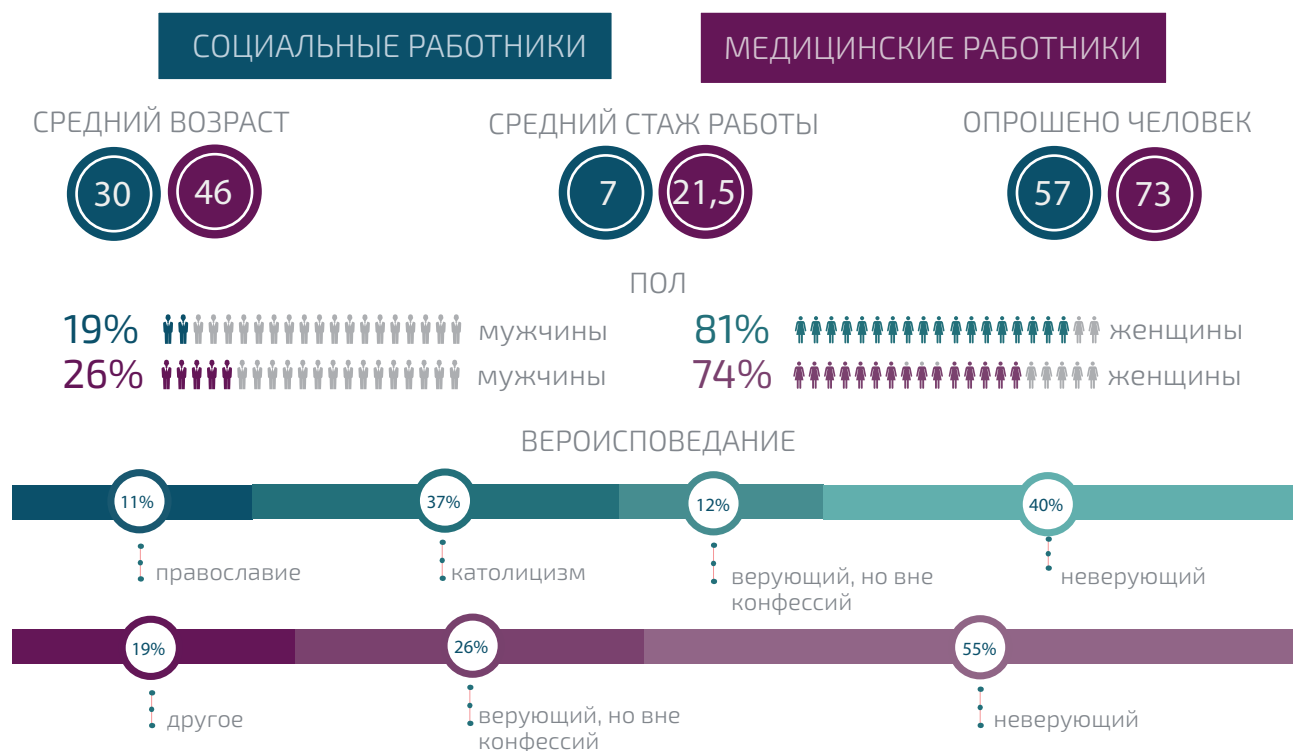 СОЦИАЛЬНЫЕ РАБОТНИКИ
МЕДИЦИНСКИЕ РАБОТНИКИ
СРЕДНИЙ ВОЗРАСТ
30
46
СРЕДНИЙ СТАЖ РАБОТЫ
7
21,5
ОПРОШЕНО ЧЕЛОВЕК
57
73
ПОЛ
19%
мужчины
81%
женщины
26%
мужчины
74%
женщины
ВЕРОИСПОВЕДАНИЕ
11%
37%
12%
40%
православие
католицизм
верующий, но вне
конфессий
неверующий
19%
26%
55%
другое
верующий, но вне
конфессий
неверующий